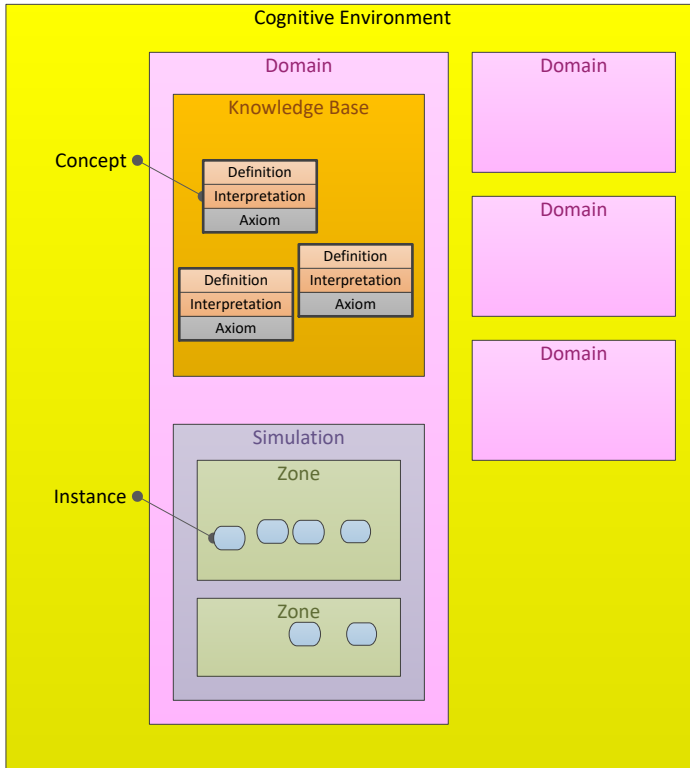 Cognitive Environment
Domain
Knowledge Base
Concept
Definition
Interpretation
Axiom
Definition
Interpretation
Axiom
Definition
Interpretation
Axiom
Simulation
Zone
Instance
Zone
Domain
Domain
Domain